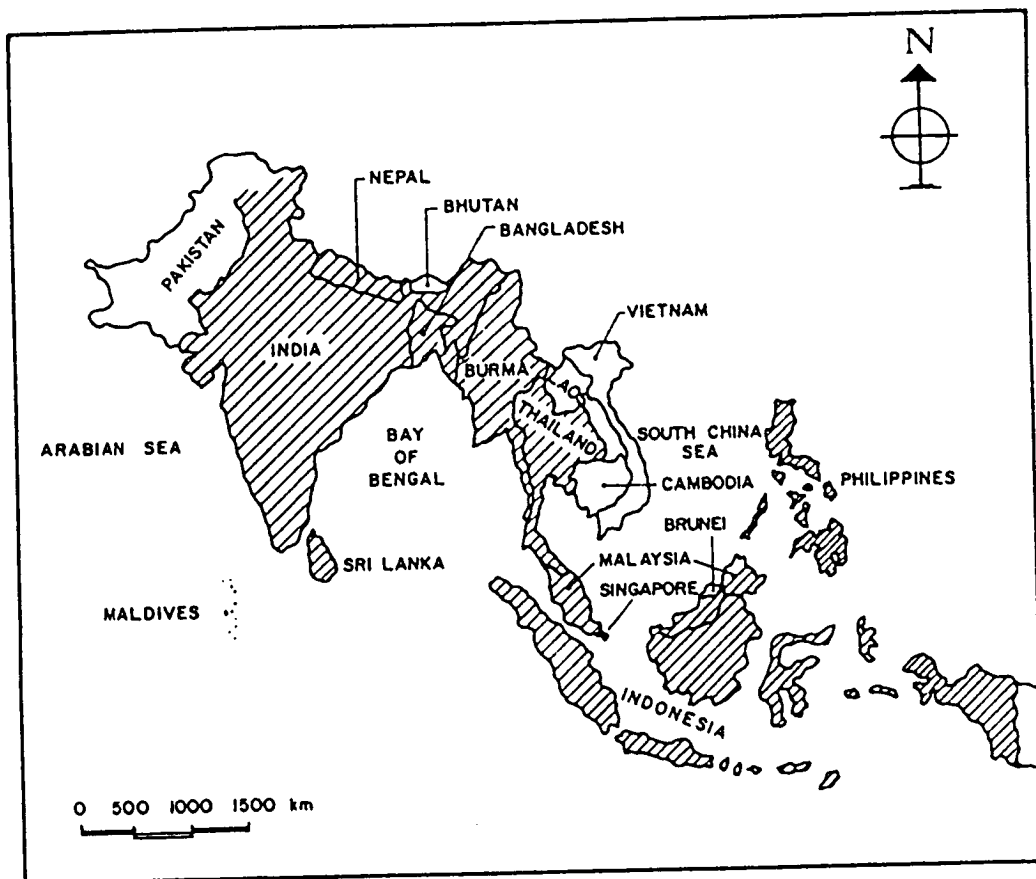 N
NEPAL
BHUTAN
BANGLADESH
PAKISTAN
VIETNAM
INDIA
BURMA
LAO
THAILAND
SOUTH CHINA
SEA
ARABIAN SEA
BAY
OF
BENGAL
CAMBODIA
PHILIPPINES
BRUNEI
SRI LANKA
MALAYSIA
SINGAPORE
MALDIVES
INDONESIA
0 500 1000 1500 km